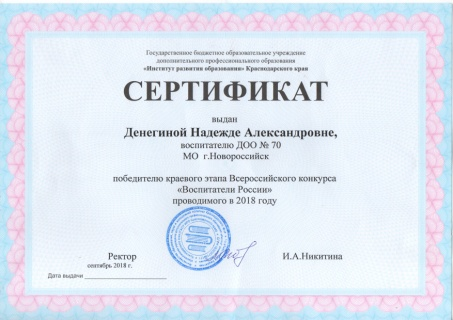 Государственное бюджетное образовательное учреждение
дополнительного профессионального образования
«Институт развития образования» Краснодарского края
СЕРТИФИКАТ
выдан
Денегиной Надежде Александровне,
воспитателю ДОО № 70
МО г.Новороссийск
победителю краевого этапа Всероссийского конкурса
«Воспитатели России»
проводимого в 2018 году
Ректор И.А.Никитина
сентябрь 2018 г.
Дата выдачи